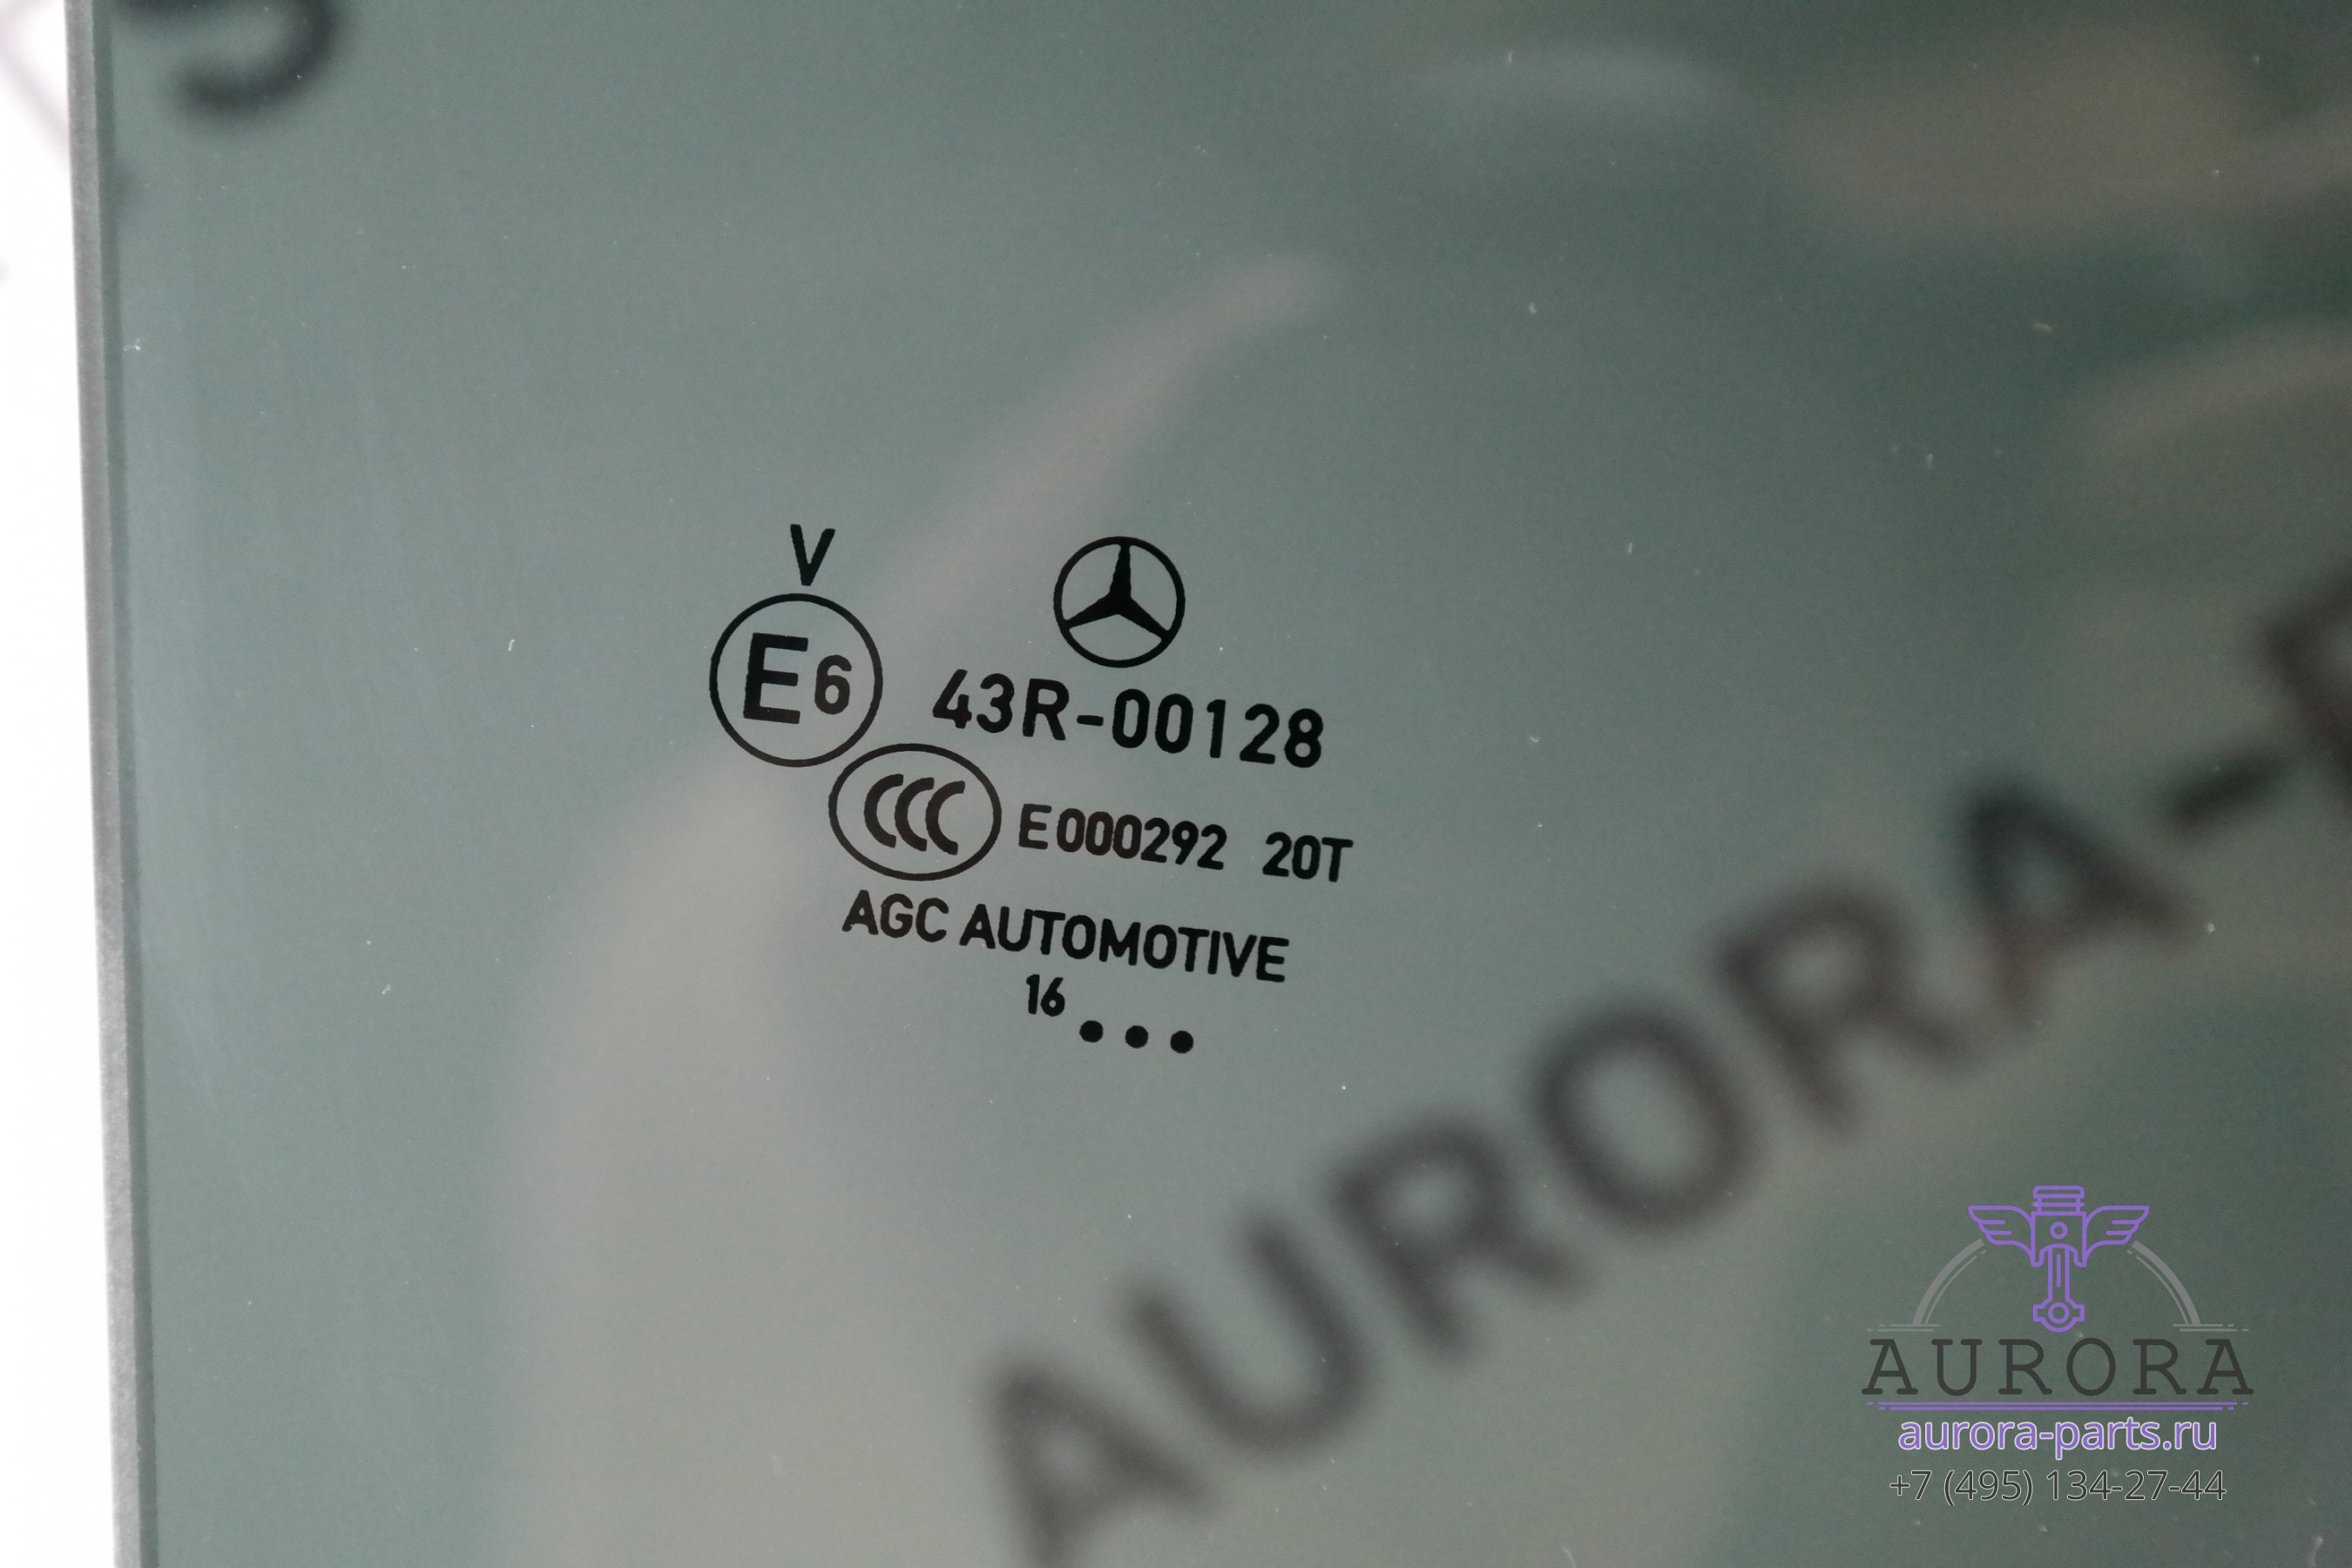 S
V
E6
43R-00128
CCC E000292 20T
AGC AUTOMOTIVE
16 •••
AURORA-
AURORA
aurora-parts.ru
+7 (495) 134-27-44